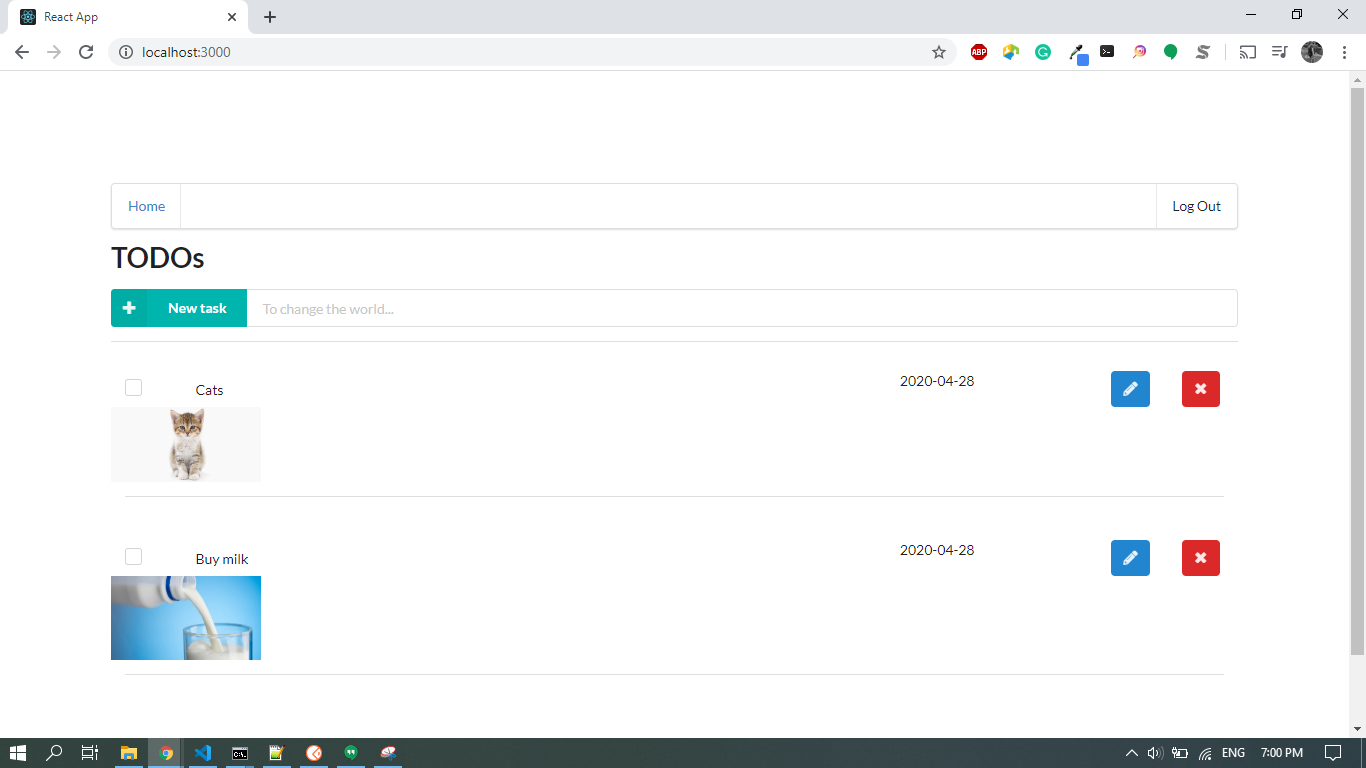 React App
localhost:3000
ABP
Home
Log Out
TODOs
New task
To change the world...
Cats
2020-04-28
Buy milk
2020-04-28
ENG
7:00 PM